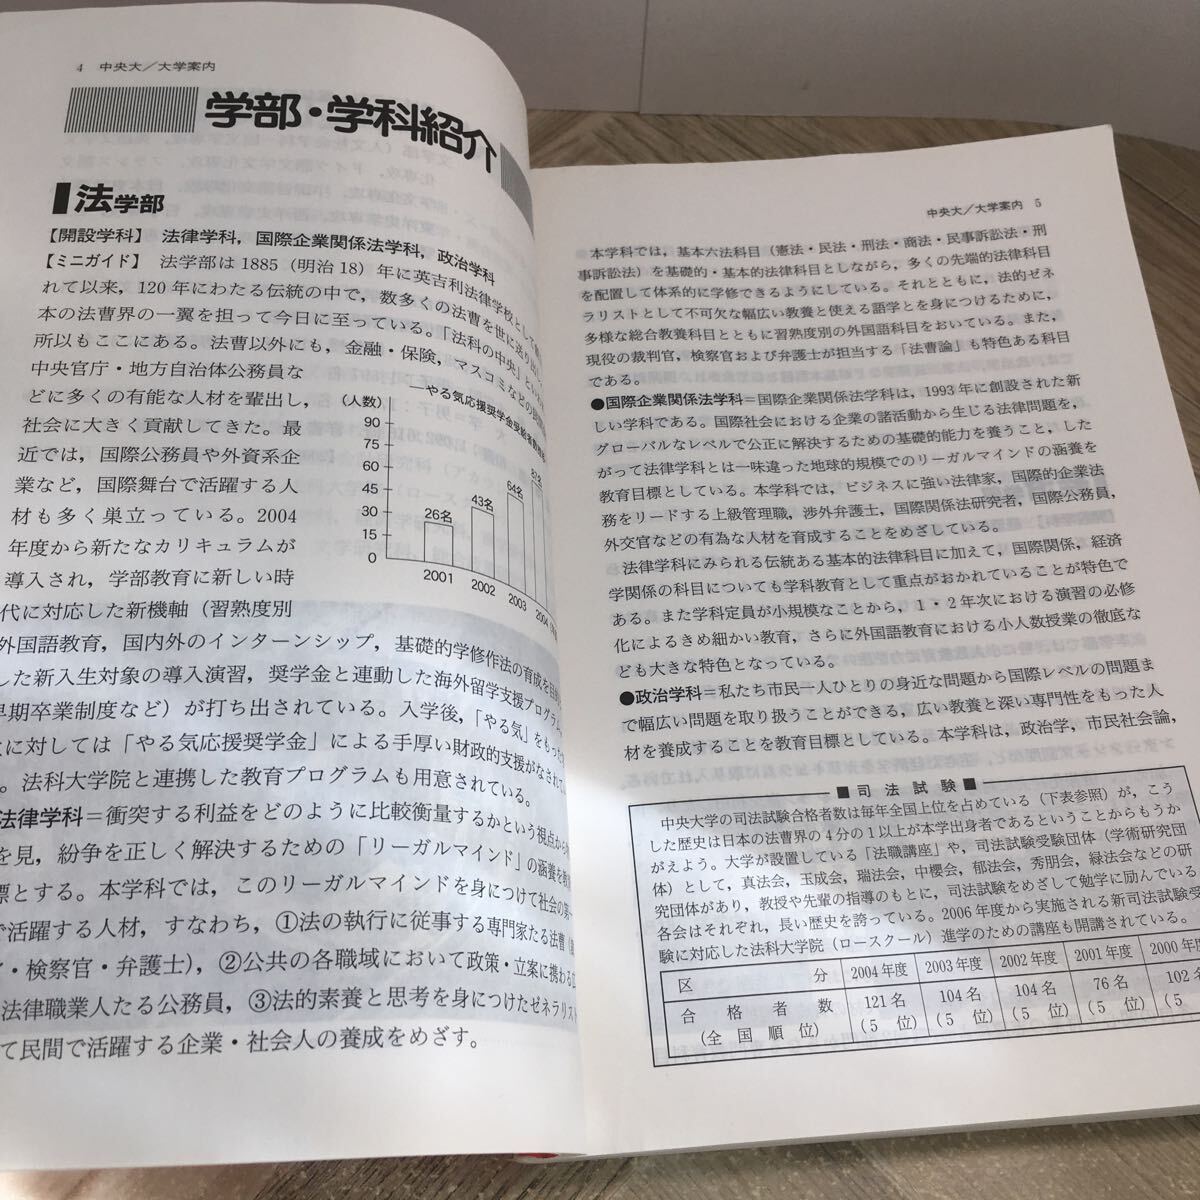 4 中央大／大学案内
学部・学科紹介
法学部
【開設学科】 法律学科，国際企業関係法学科，政治学科
【ミニガイド】 法学部は1885（明治18）年に英吉利法律学校として
れて以来，120年にわたる伝統の中で，数多くの法曹を世に送り出し，
本の法曹界の一翼を担って今日に至っている。「法科の中央」と
所以もここにある。法曹以外にも，金融・保険，マスコミなどの
中央官庁・地方自治体公務員な
どに多くの有能な人材を輩出し，
社会に大きく貢献してきた。最
近では，国際公務員や外資系企
業など，国際舞台で活躍する人
材も多く巣立っている。2004
年度から新たなカリキュラムが
導入され，学部教育に新しい時
代に対応した新機軸（習熟度別
やる気応援奨学金受給者
（人数）
90
75
60
45
30
15
0
26名
43名
64名
2001
2002
2003
2004
外国語教育，国内外のインターンシップ，基礎的学修作法の育成を目
した新入生対象の導入演習，奨学金と連動した海外留学支援プログラム，
早期卒業制度など）が打ち出されている。入学後，「やる気」をもった
に対しては「やる気応援奨学金」による手厚い財政的支援がなされて
。法科大学院と連携した教育プログラムも用意されている。
法律学科＝衝突する利益をどのように比較衡量するかという視点から
を見，紛争を正しく解決するための「リーガルマインド」の涵養を
標とする。本学科では，このリーガルマインドを身につけて社会の第一
で活躍する人材，すなわち，①法の執行に従事する専門家たる法曹
・検察官・弁護士），②公共の各職域において政策・立案に携わる
法律職業人たる公務員，③法的素養と思考を身につけたゼネラリスト
て民間で活躍する企業・社会人の養成をめざす。
中央大／大学案内 5
本学科では，基本六法科目（憲法・民法・刑法・商法・民事訴訟法・刑
事訴訟法）を基礎的・基本的法律科目としながら，多くの先端的法律科目
を配置して体系的に学修できるようにしている。それとともに，法的ゼネ
ラリストとして不可欠な幅広い教養と使える語学とを身につけるために，
多様な総合教養科目とともに習熟度別の外国語科目をおいている。また，
現役の裁判官，検察官および弁護士が担当する「法曹論」も特色ある科目
である。
●国際企業関係法学科＝国際企業関係法学科は，1993年に創設された新
しい学科である。国際社会における企業の諸活動から生じる法律問題を，
グローバルなレベルで公正に解決するための基礎的能力を養うこと，した
がって法律学科とは一味違った地球的規模でのリーガルマインドの涵養を
教育目標としている。本学科では，ビジネスに強い法律家，国際的企業法
務をリードする上級管理職，渉外弁護士，国際関係法研究者，国際公務員，
外交官などの有為な人材を育成することをめざしている。
法律学科にみられる伝統ある基本的法律科目に加えて，国際関係，経済
学関係の科目についても学科教育として重点がおかれていることが特色で
ある。また学科定員が小規模なことから，1・2年次における演習の必修
化によるきめ細かい教育，さらに外国語教育における小人数授業の徹底な
ども大きな特色となっている。
●政治学科＝私たち市民一人ひとりの身近な問題から国際レベルの問題ま
で幅広い問題を取り扱うことができる，広い教養と深い専門性をもった人
材を養成することを教育目標としている。本学科は，政治学，市民社会論，
■司法試験■
中央大学の司法試験合格者数は毎年全国上位を占めている（下表参照）が，こう
した歴史は日本の法曹界の4分の1以上が本学出身者であるということからもうか
がえよう。大学が設置している「法職講座」や，司法試験受験団体（学術研究団
体）として，真法会，玉成会，瑞法会，中櫻会，郁法会，秀朋会，緑法会などの研
究団体があり，教授や先輩の指導のもとに，司法試験をめざして勉学に励んでいる。
各会はそれぞれ，長い歴史を誇っている。2006年度から実施される新司法試験受
験に対応した法科大学院（ロースクール）進学のための講座も開講されている。
区分 2004年度 2003年度 2002年度 2001年度 2000年
合格者数 121名 104名 104名 76名 102名
（全国順位） （5位） （5位） （5位） （5位） （5